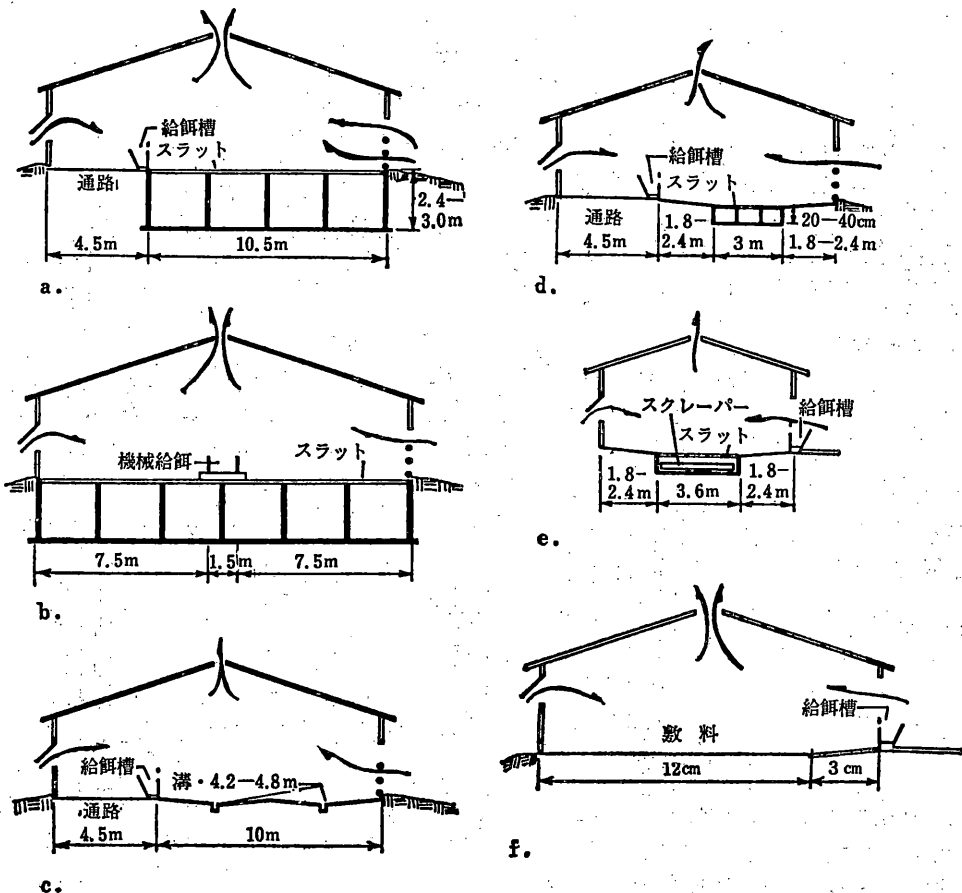 給餌槽
スラット
通路
2.4—
3.0m
4.5m
10.5m
a.
機械給餌
スラット
7.5m
1.5m
7.5m
b.
給餌槽
溝・4.2—4.8m
通路
4.5m
10m
c.
給餌槽
スラット
通路
1.8-
2.4m
20—40cm
4.5m
3m
1.8—2.4m
d.
スクレーパー
給餌槽
スラット
1.8-
2.4m
3.6m
1.8-
2.4m
e.
給餌槽
敷料
12cm
3cm
f.